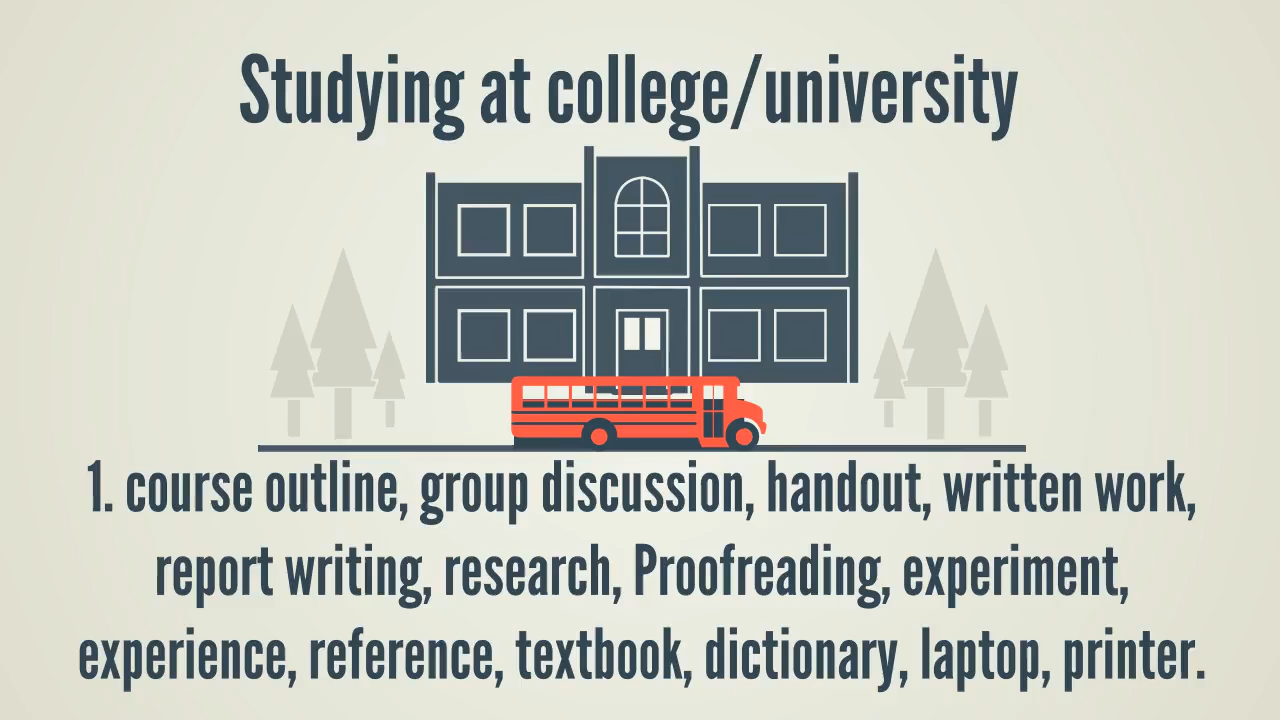 Studying at college/university
1. course outline, group discussion, handout, written work,
report writing, research, Proofreading, experiment,
experience, reference, textbook, dictionary, laptop, printer.